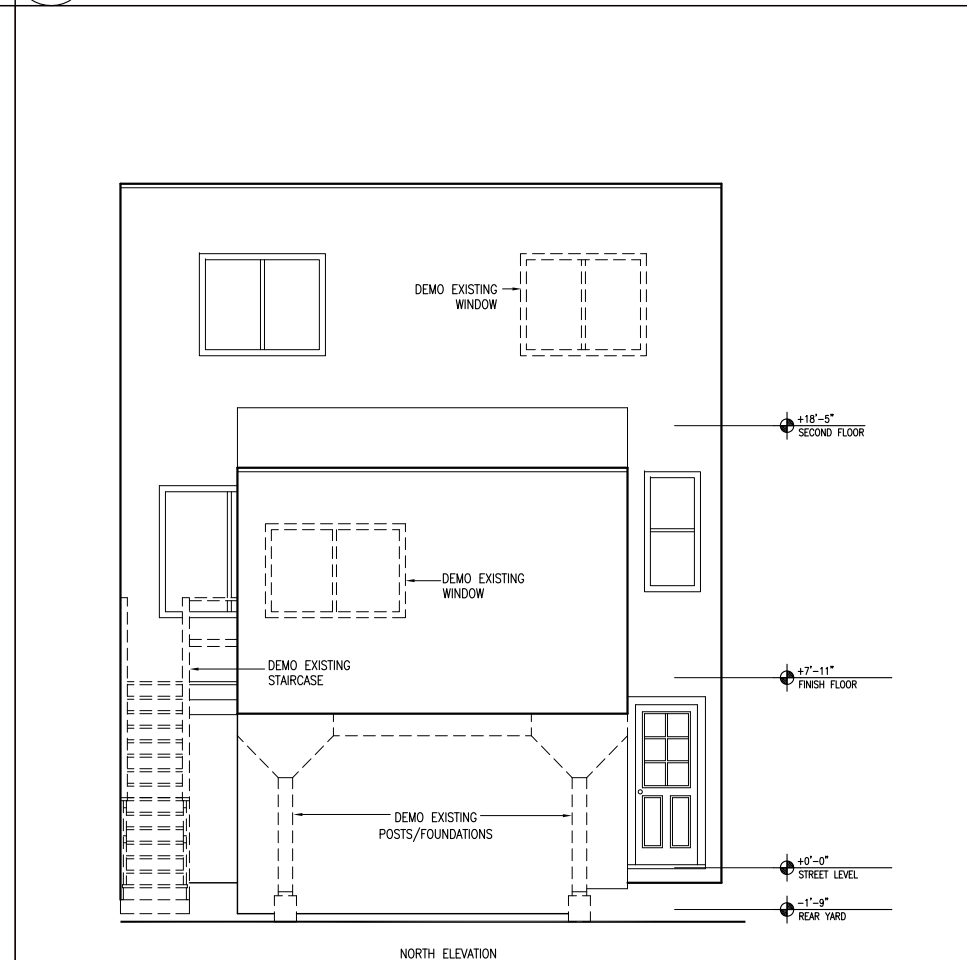 DEMO EXISTING
WINDOW
+18'-5"
SECOND FLOOR
DEMO EXISTING
WINDOW
DEMO EXISTING
STAIRCASE
+7'-11"
FINISH FLOOR
DEMO EXISTING
POSTS/FOUNDATIONS
+0'-0"
STREET LEVEL
-1'-9"
REAR YARD
NORTH ELEVATION